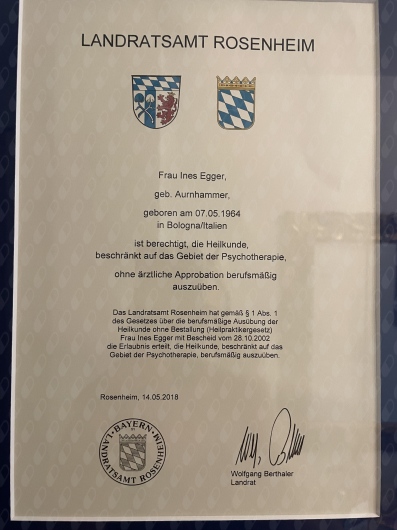 LANDRATSAMT ROSENHEIM
Frau Ines Egger,
geb. Aurnhammer,
geboren am 07.05.1964
in Bologna/Italien
ist berechtigt, die Heilkunde,
beschränkt auf das Gebiet der Psychotherapie,
ohne ärztliche Approbation berufsmäßig
auszuüben.
Das Landratsamt Rosenheim hat gemäß § 1 Abs. 1
des Gesetzes über die berufsmäßige Ausübung der
Heilkunde ohne Bestallung (Heilpraktikergesetz)
Frau Ines Egger mit Bescheid vom 28.10.2002
die Erlaubnis erteilt, die Heilkunde, beschränkt auf das
Gebiet der Psychotherapie, berufsmäßig auszuüben.
Rosenheim, 14.05.2018
BAYERN
LANDRATSAMT ROSENHEIM
Wolfgang Berthaler
Landrat